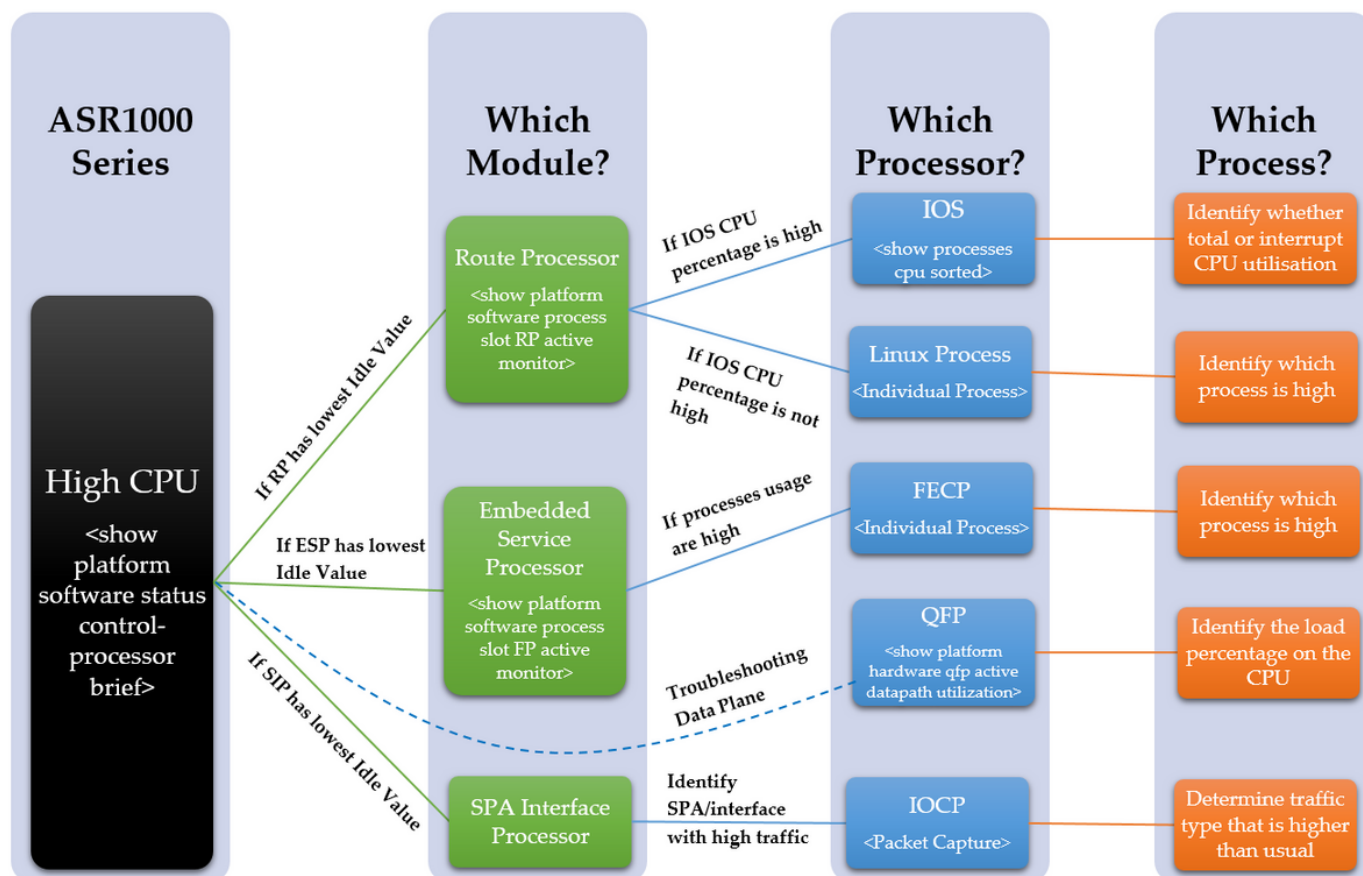 ASR1000
Series
High CPU
<show
platform
software status
control-
processor
brief>
If RP has lowest Idle Value
If ESP has lowest
Idle Value
If SIP has lowest Idle Value
Which
Module?
Route Processor
<show platform
software process
slot RP active
monitor>
Embedded
Service
Processor
<show platform
software process
slot FP active
monitor>
SPA Interface
Processor
If IOS CPU
percentage is high
If IOS CPU
percentage is not
high
If processes usage
are high
Troubleshooting
Data Plane
Identify
SPA/interface
with high traffic
Which
Processor?
IOS
<show processes
cpu sorted>
Linux Process
<Individual Process>
FECP
<Individual Process>
QFP
<show platform
hardware qfp active
datapath utilization>
IOCP
<Packet Capture>
Which
Process?
Identify whether
total or interrupt
CPU utilisation
Identify which
process is high
Identify which
process is high
Identify the load
percentage on the
CPU
Determine traffic
type that is higher
than usual